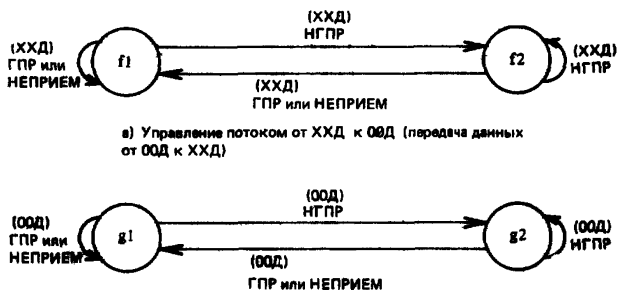 (ХХД)
НГПР
(ХХД)
ГПР или
НЕПРИЕМ
f1
f2
(ХХД)
НГПР
(ХХД)
ГПР или НЕПРИЕМ
а) Управление потоком от ХХД к ООД (передача данных
от ООД к ХХД)
(ООД)
НГПР
(ООД)
ГПР или
НЕПРИЕМ
g1
g2
(ООД)
НГПР
(ООД)
ГПР или НЕПРИЕМ